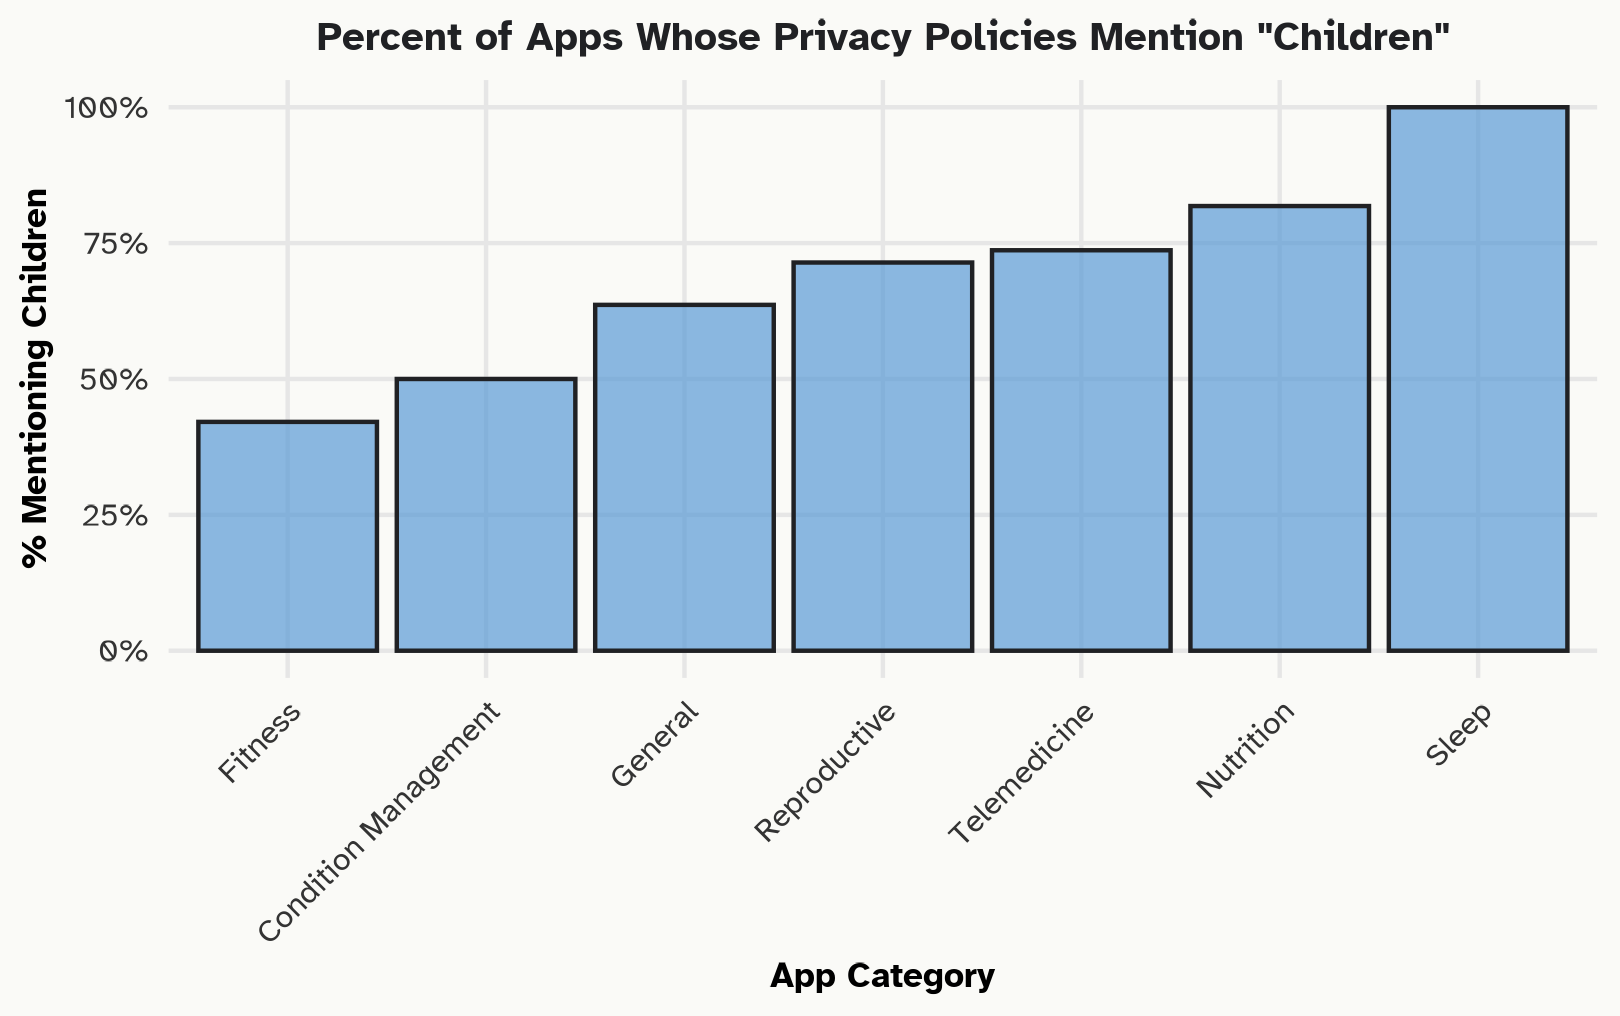 Percent of Apps Whose Privacy Policies Mention "Children"
% Mentioning Children
100%
75%
50%
25%
0%
Fitness
Condition Management
General
Reproductive
Telemedicine
Nutrition
Sleep
App Category